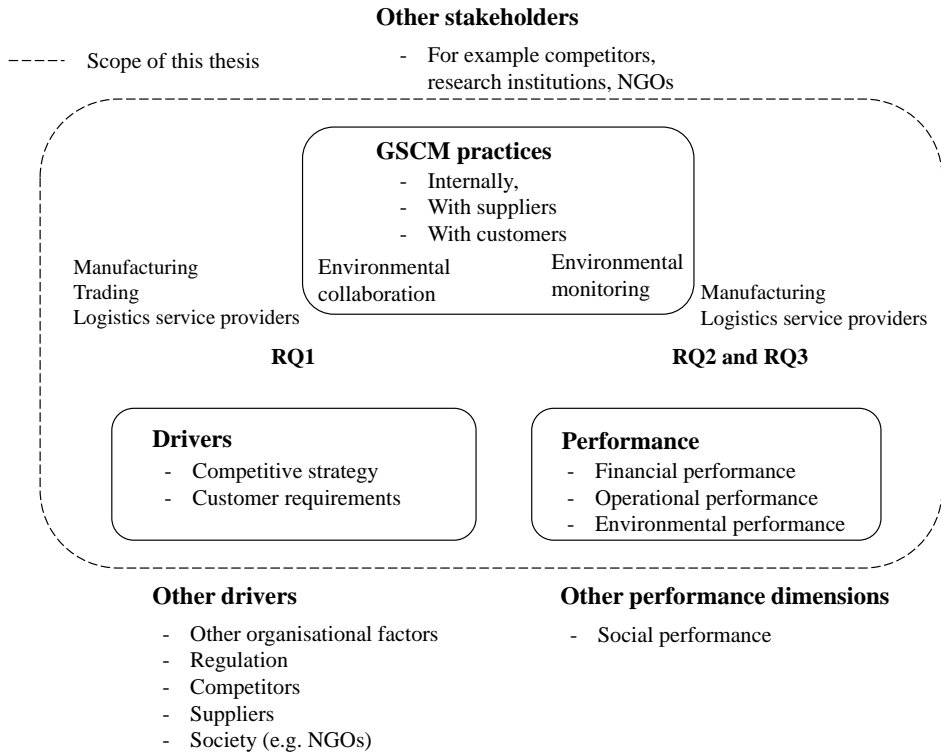 Other stakeholders
- For example competitors,
research institutions, NGOs
Scope of this thesis
GSCM practices
- Internally,
- With suppliers
- With customers
Environmental
collaboration
Environmental
monitoring
Manufacturing
Trading
Logistics service providers
Manufacturing
Logistics service providers
RQ1
RQ2 and RQ3
Drivers
- Competitive strategy
- Customer requirements
Performance
- Financial performance
- Operational performance
- Environmental performance
Other drivers
- Other organisational factors
- Regulation
- Competitors
- Suppliers
- Society (e.g. NGOs)
Other performance dimensions
- Social performance